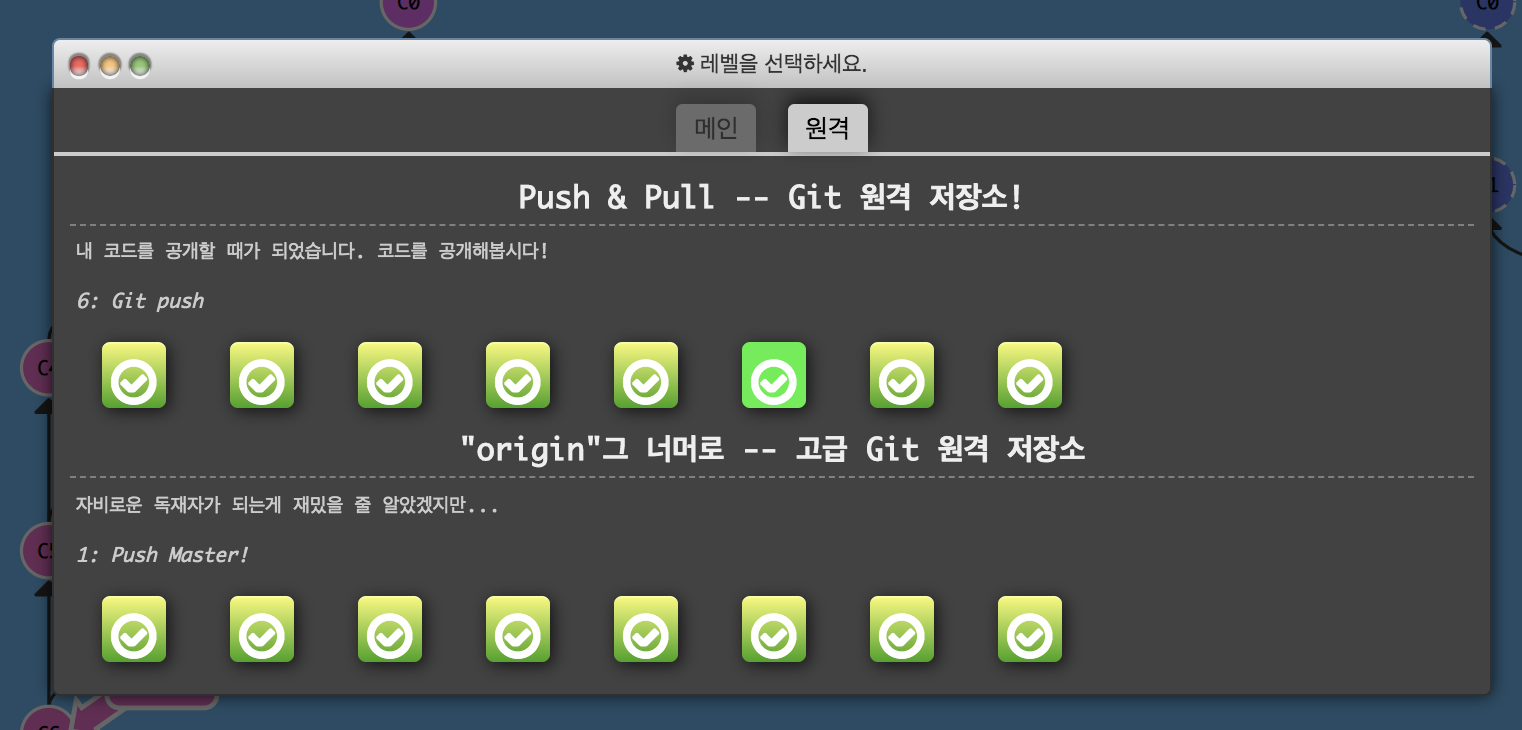 C0
C0
레벨을 선택하세요.
메인
원격
Push & Pull -- Git 원격 저장소!
내 코드를 공개할 때가 되었습니다. 코드를 공개해봅시다!
6: Git push
"origin"그 너머로 -- 고급 Git 원격 저장소
자비로운 독재자가 되는게 재밌을 줄 알았겠지만...
1: Push Master!